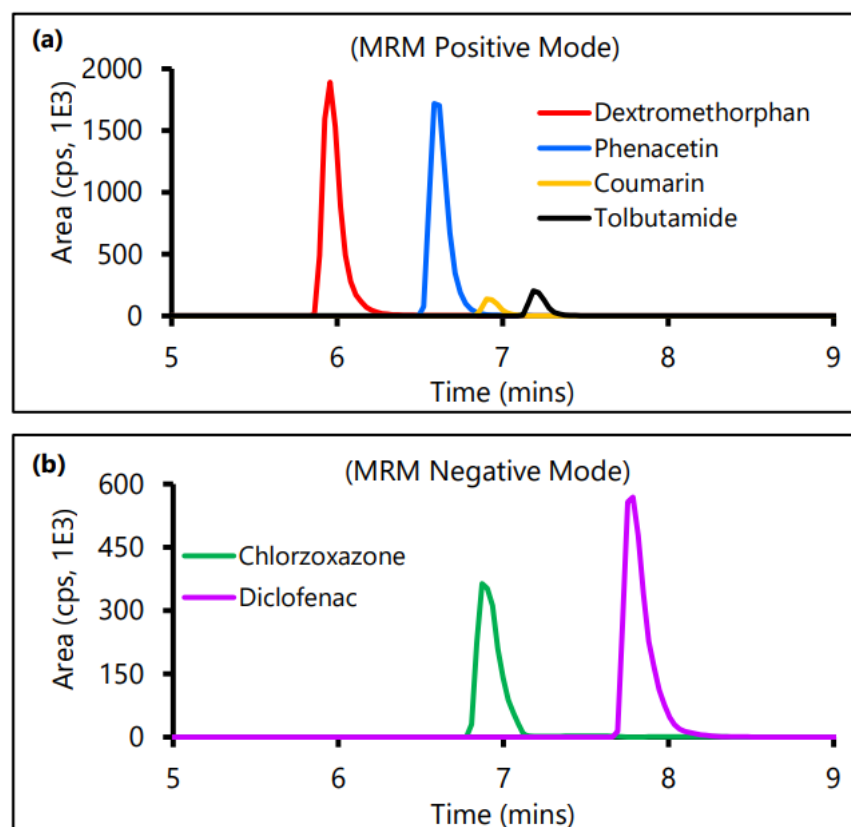 (a)
(MRM Positive Mode)
2000
1500
1000
500
0
Area (cps, 1E3)
Dextromethorphan
Phenacetin
Coumarin
Tolbutamide
5 6 7 8 9
Time (mins)
(b)
(MRM Negative Mode)
600
450
300
150
0
Area (cps, 1E3)
Chlorzoxazone
Diclofenac
5 6 7 8 9
Time (mins)